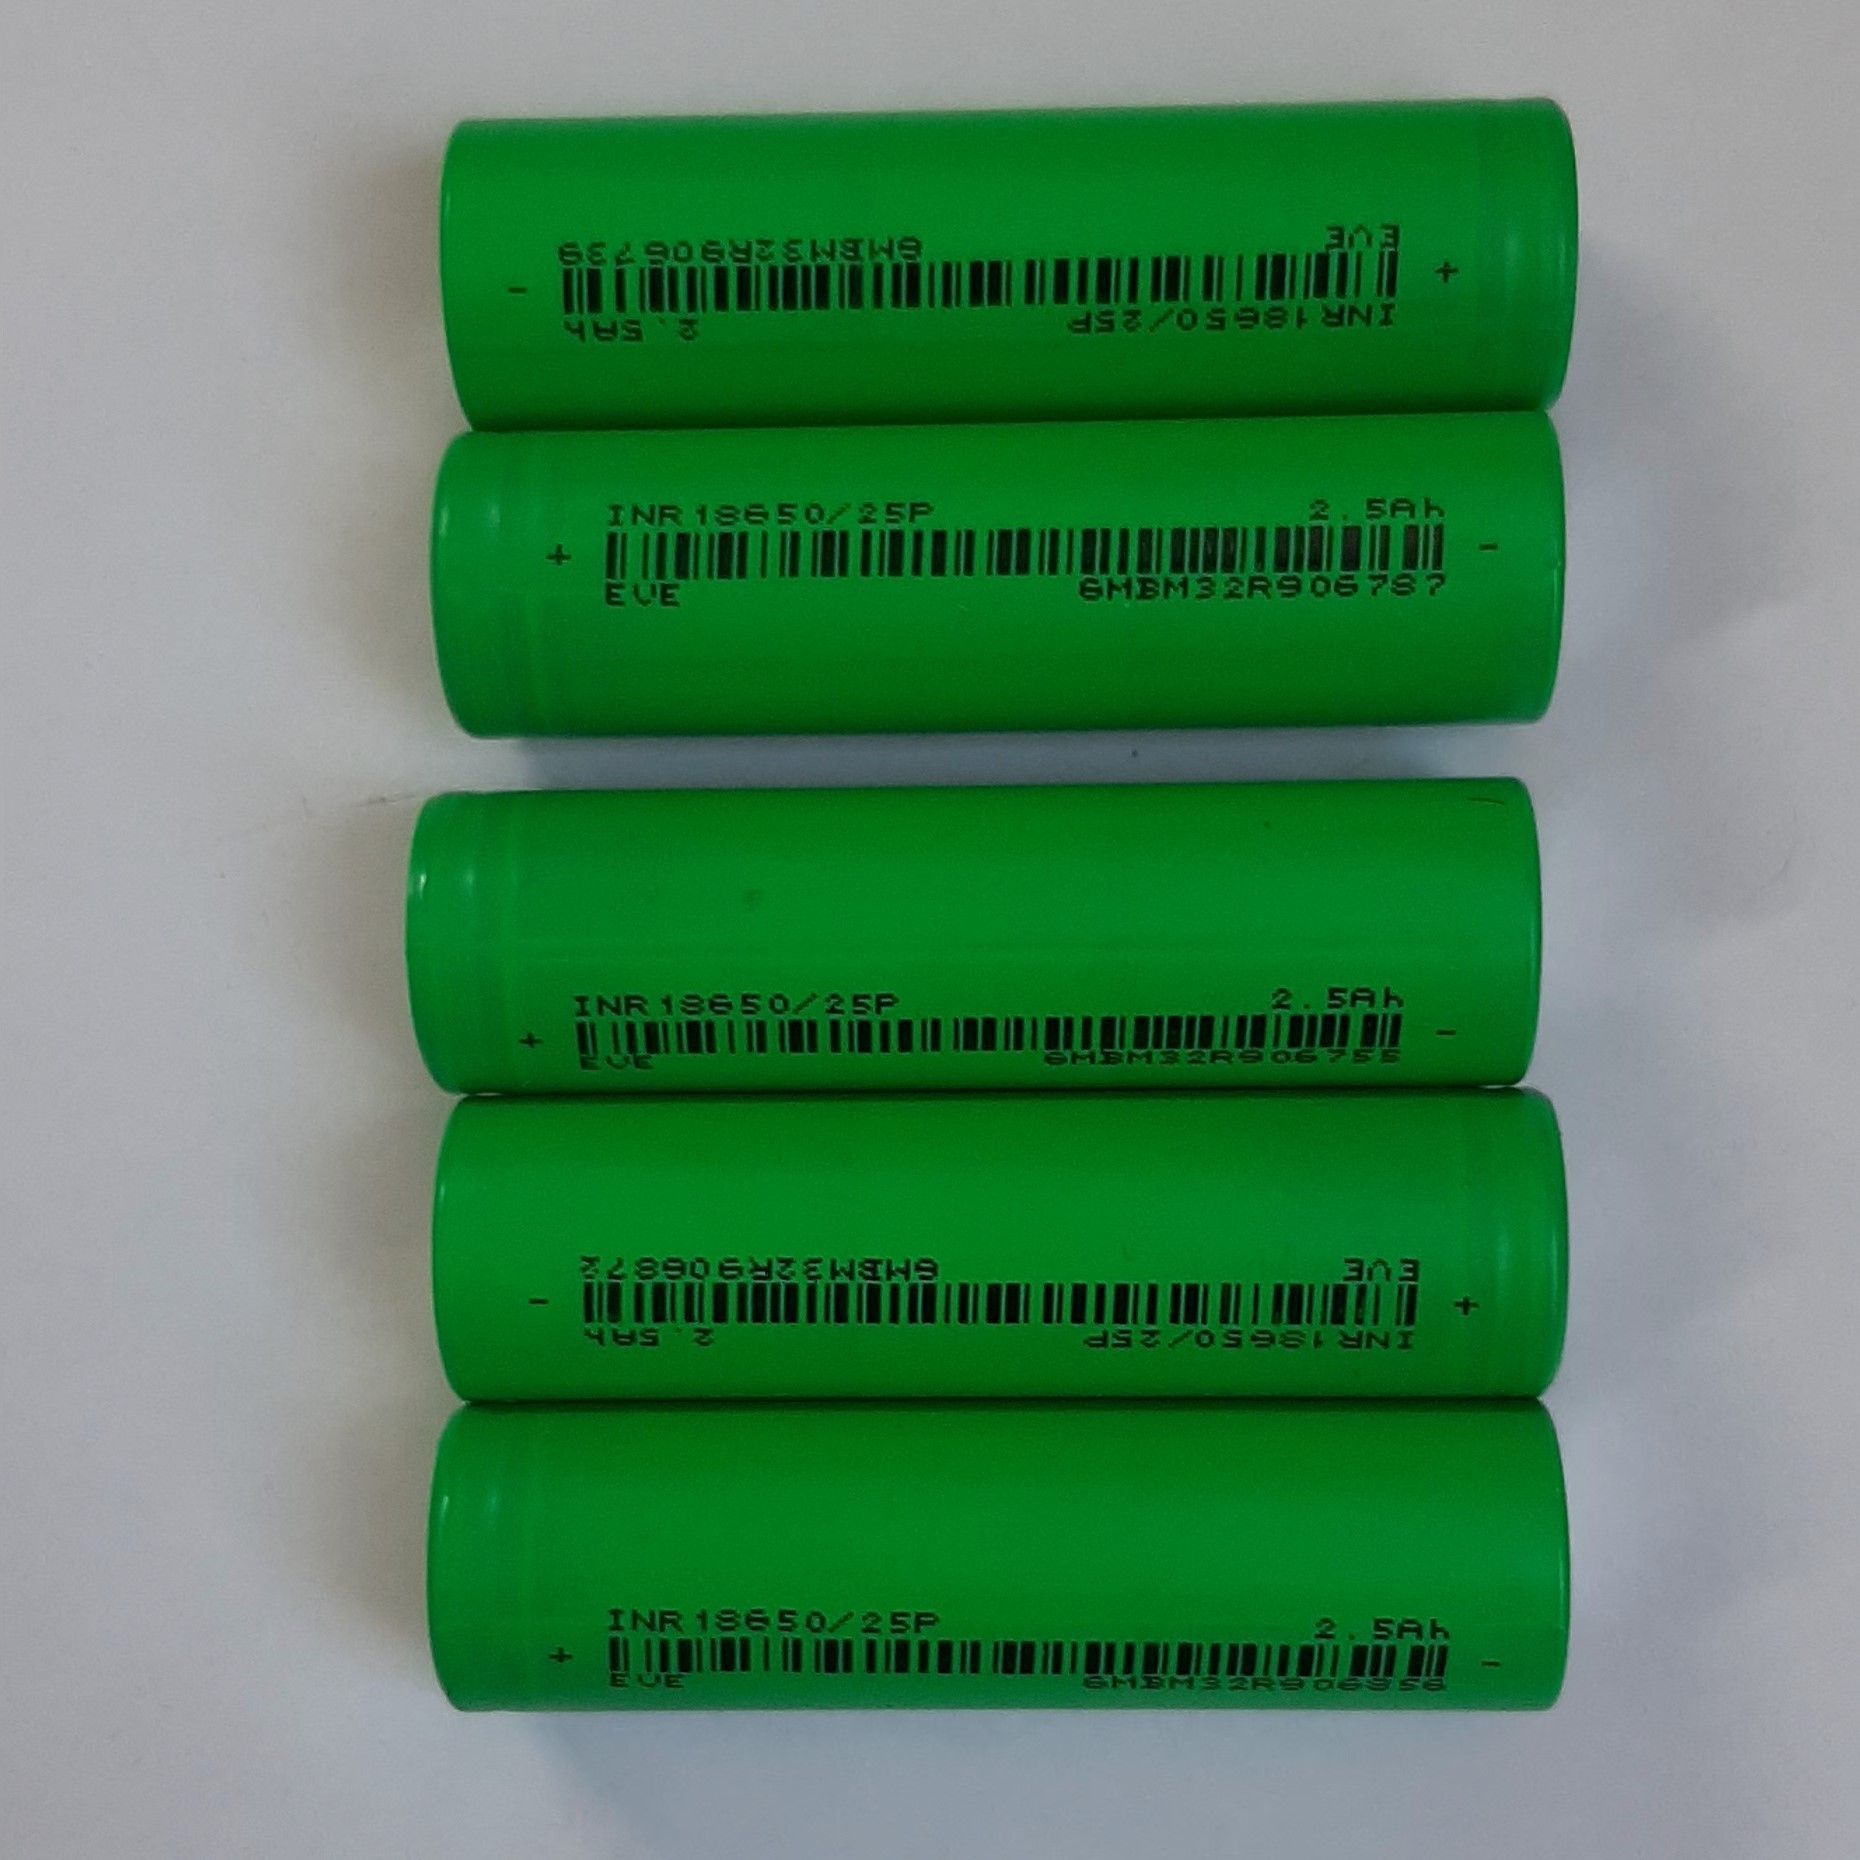 INR18650/25P 2.5Ah
+ -
EVE 6MBM32R906739
INR18650/25P 2.5Ah
+ -
EVE 6MBM32R906787
INR18650/25P 2.5Ah
+ -
EVE 6MBM32R906755
INR18650/25P 2.5Ah
+ -
EVE 6MBM32R906872
INR18650/25P 2.5Ah
+ -
EVE